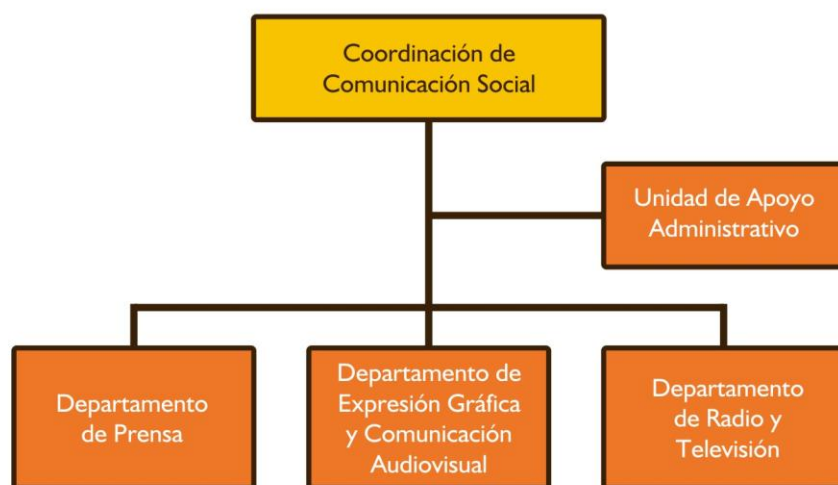 Coordinación de
Comunicación Social
Unidad de Apoyo
Administrativo
Departamento
de Prensa
Departamento de
Expresión Gráfica
y Comunicación
Audiovisual
Departamento
de Radio y
Televisión